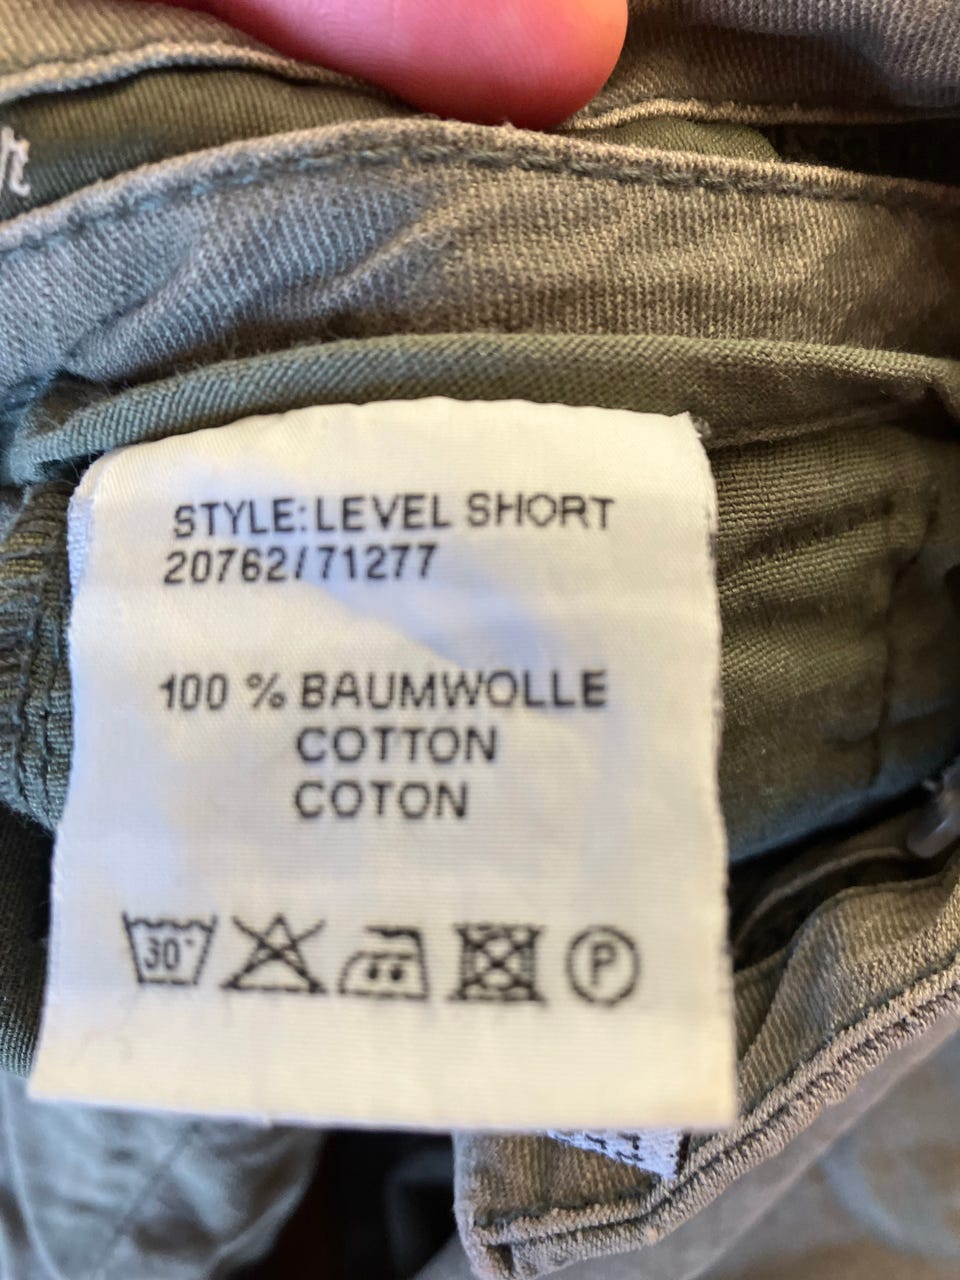 STYLE: LEVEL SHORT
20762/71277
100 % BAUMWOLLE
COTTON
COTON
30° P